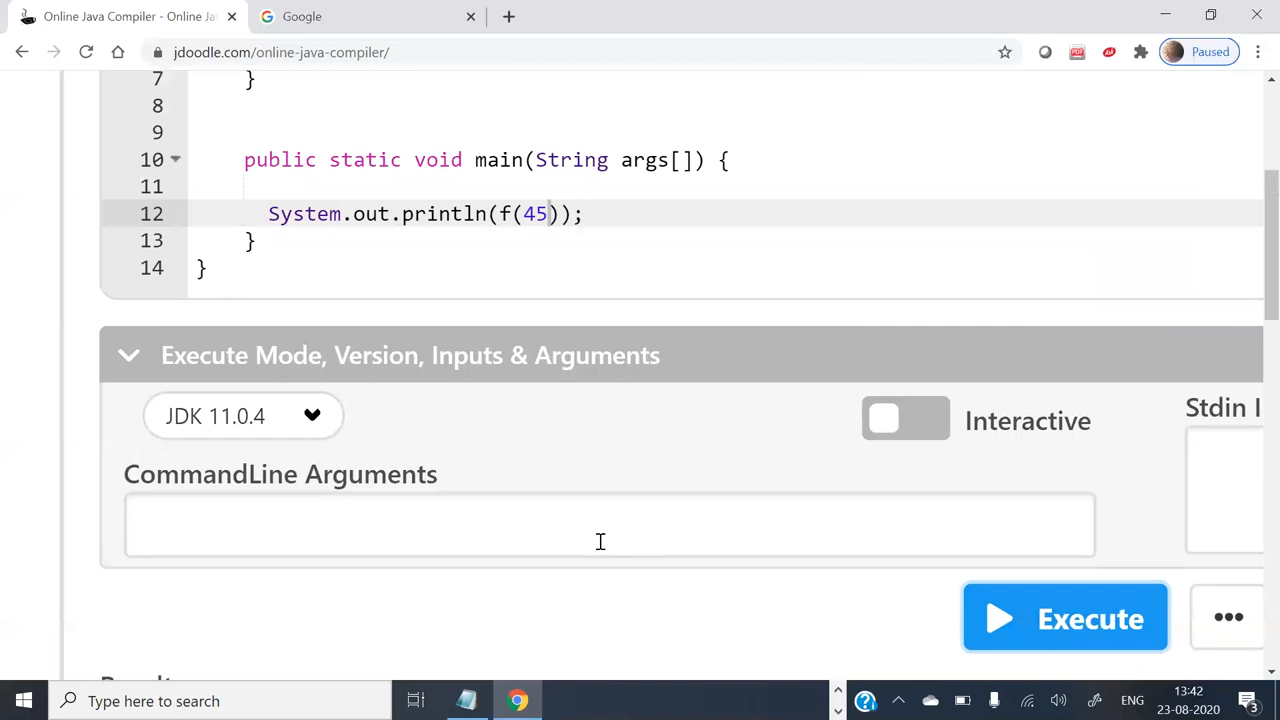 Online Java Compiler - Online Ja
Google
jdoodle.com/online-java-compiler/
Paused
7 }
8
9
10 public static void main(String args[]) {
11
12 System.out.println(f(45));
13 }
14 }
Execute Mode, Version, Inputs & Arguments
JDK 11.0.4
Interactive
Stdin I
CommandLine Arguments
Execute
Type here to search
ENG
13:42
23-08-2020
3